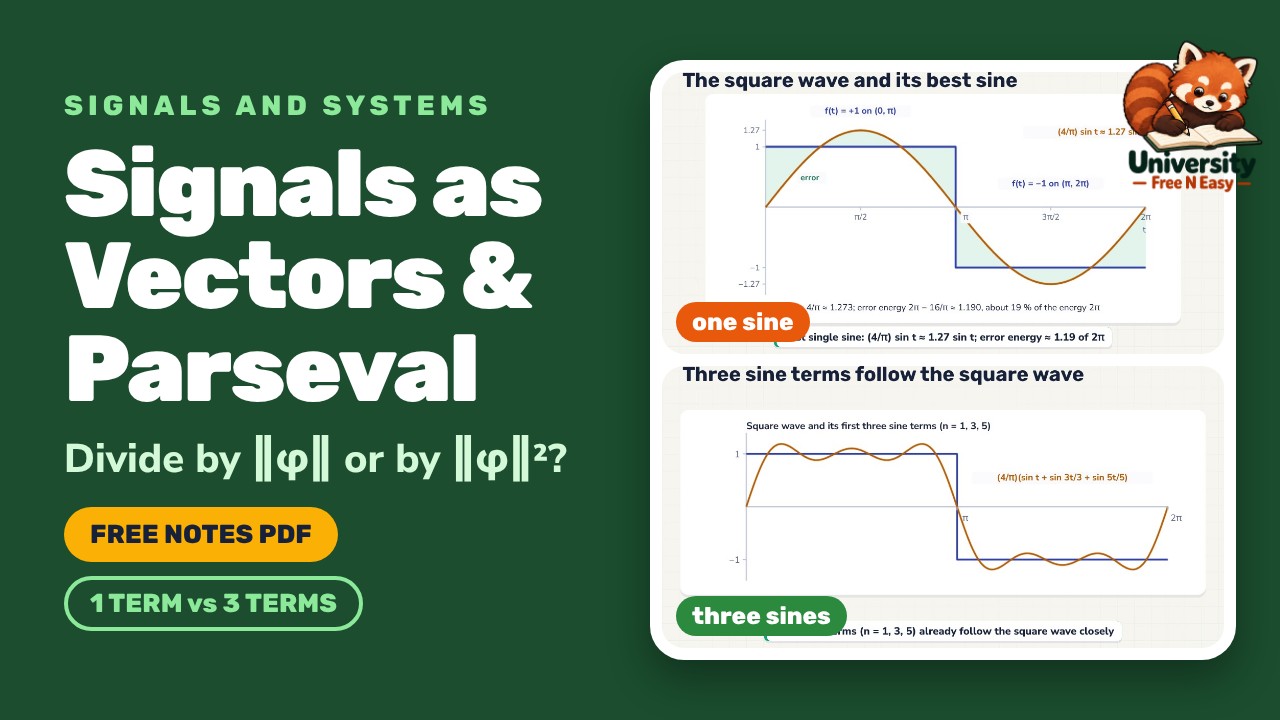 SIGNALS AND SYSTEMS
Signals as
Vectors &
Parseval
Divide by ‖φ‖ or by ‖φ‖²?
FREE NOTES PDF
1 TERM vs 3 TERMS
The square wave and its best sine
f(t) = +1 on (0, π)
(4/π) sin t ≈ 1.27
1.27
1
error
f(t) = −1 on (π, 2π)
π/2
π
3π/2
2π
t
−1
−1.27
4/π ≈ 1.273; error energy 2π − 16/π ≈ 1.190, about 19 % of the energy 2π
one sine
single sine: (4/π) sin t ≈ 1.27 sin t; error energy ≈ 1.19 of 2π
Three sine terms follow the square wave
Square wave and its first three sine terms (n = 1, 3, 5)
1
(4/π)(sin t + sin 3t/3 + sin 5t/5)
π
2π
−1
three sines
(n = 1, 3, 5) already follow the square wave closely
University
Free N Easy